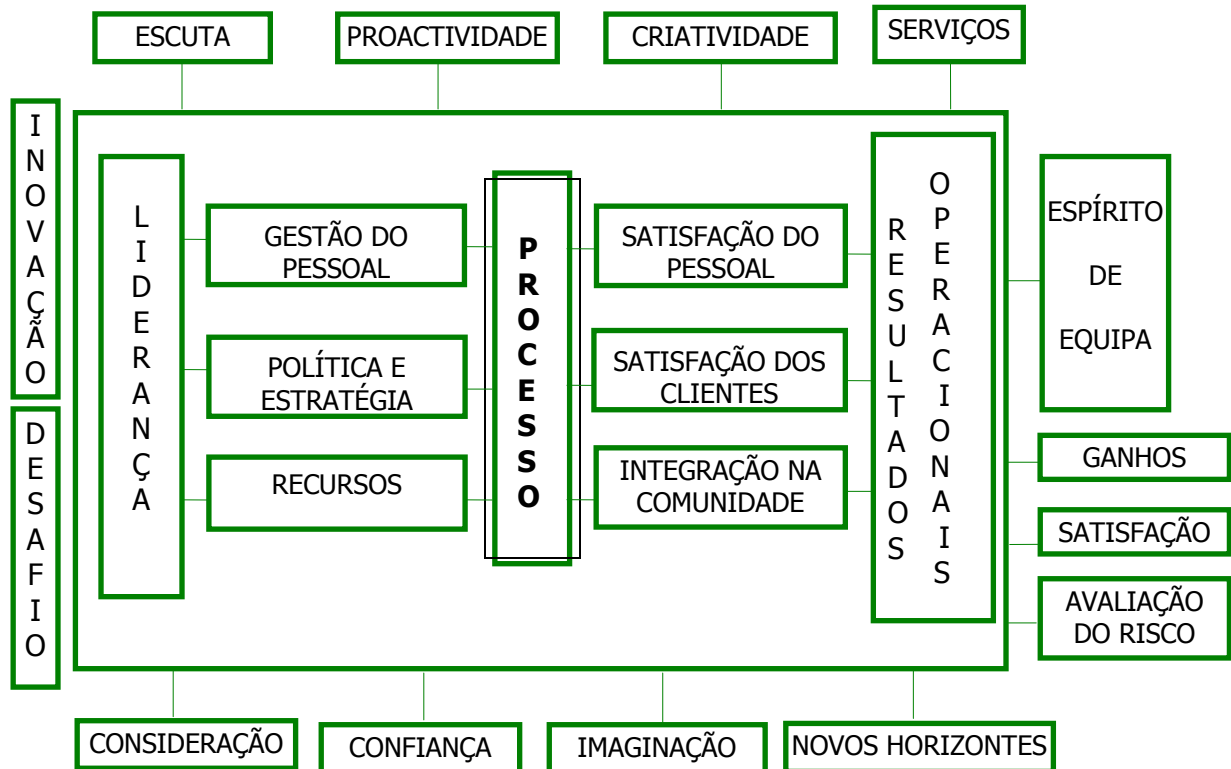 ESCUTA
PROACTIVIDADE
CRIATIVIDADE
SERVIÇOS
INOVAÇÃO
DESAFIO
LIDERANÇA
GESTÃO DO
PESSOAL
POLÍTICA E
ESTRATÉGIA
RECURSOS
PROCESSO
SATISFAÇÃO DO
PESSOAL
SATISFAÇÃO DOS
CLIENTES
INTEGRAÇÃO NA
COMUNIDADE
RESULTADOS
OPERACIONAIS
ESPÍRITO
DE
EQUIPA
GANHOS
SATISFAÇÃO
AVALIAÇÃO
DO RISCO
CONSIDERAÇÃO
CONFIANÇA
IMAGINAÇÃO
NOVOS HORIZONTES